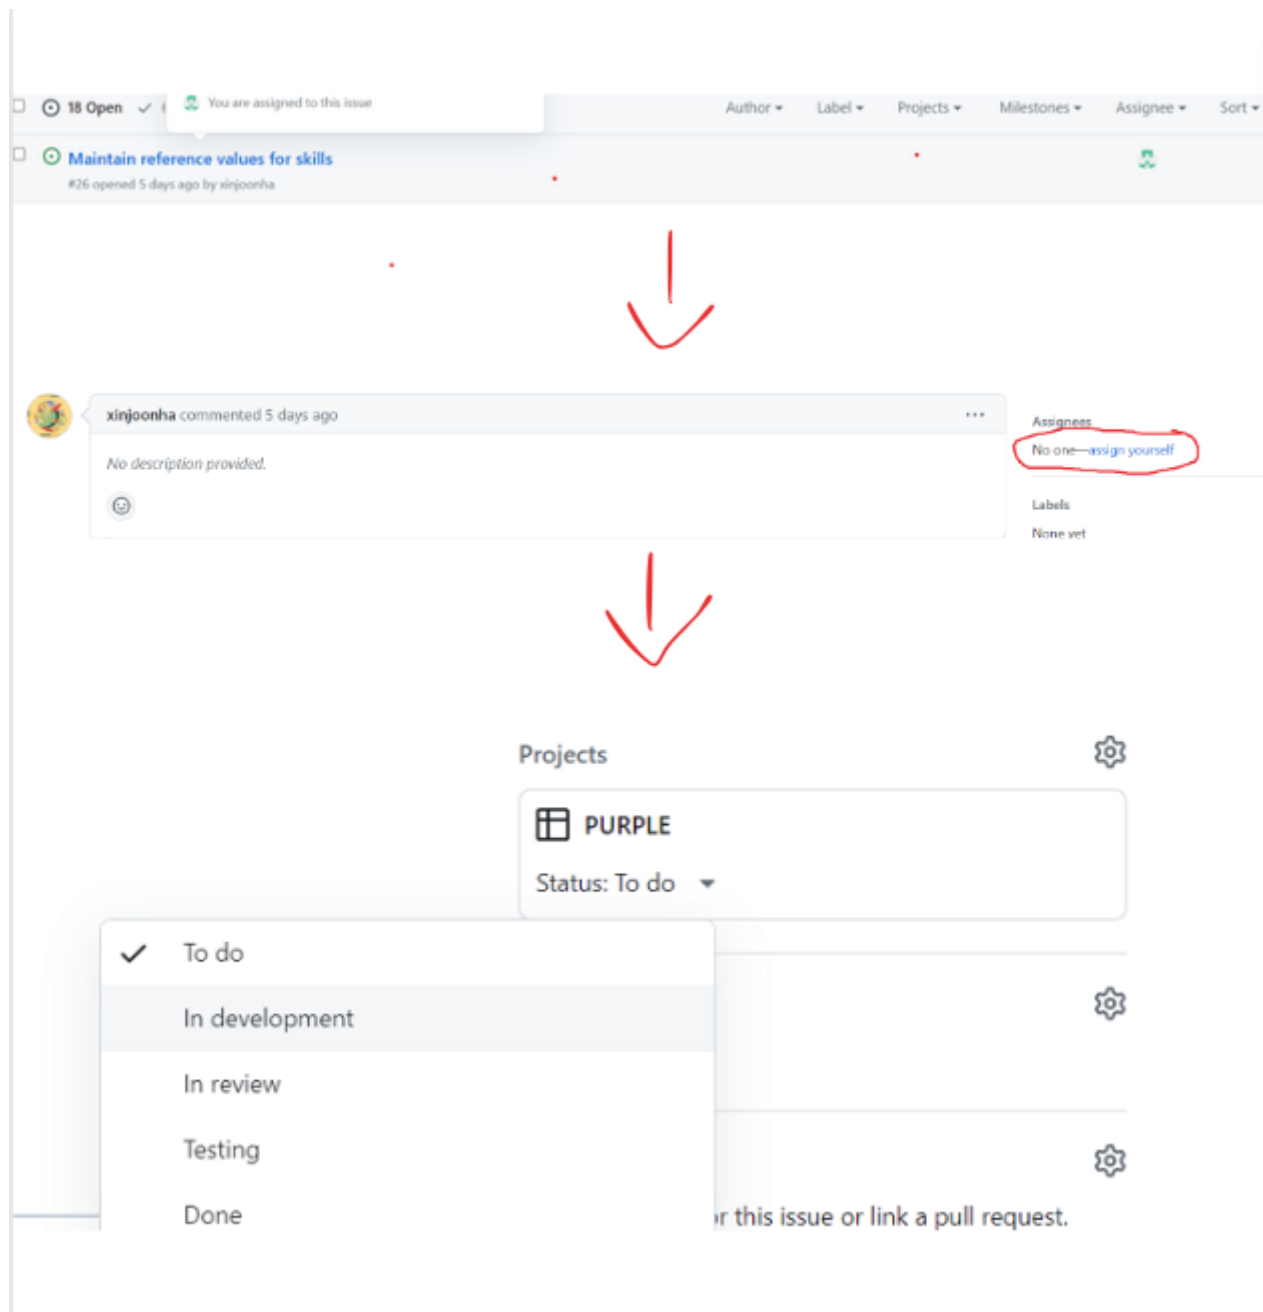 You are assigned to this issue
18 Open Author Label Projects Milestones Assignee Sort
Maintain reference values for skills
#26 opened 5 days ago by xinjoonha
xinjoonha commented 5 days ago
Assignees
No one—assign yourself
No description provided.
Labels
None yet
Projects
PURPLE
Status: To do
To do
In development
In review
Testing
Done
r this issue or link a pull request.